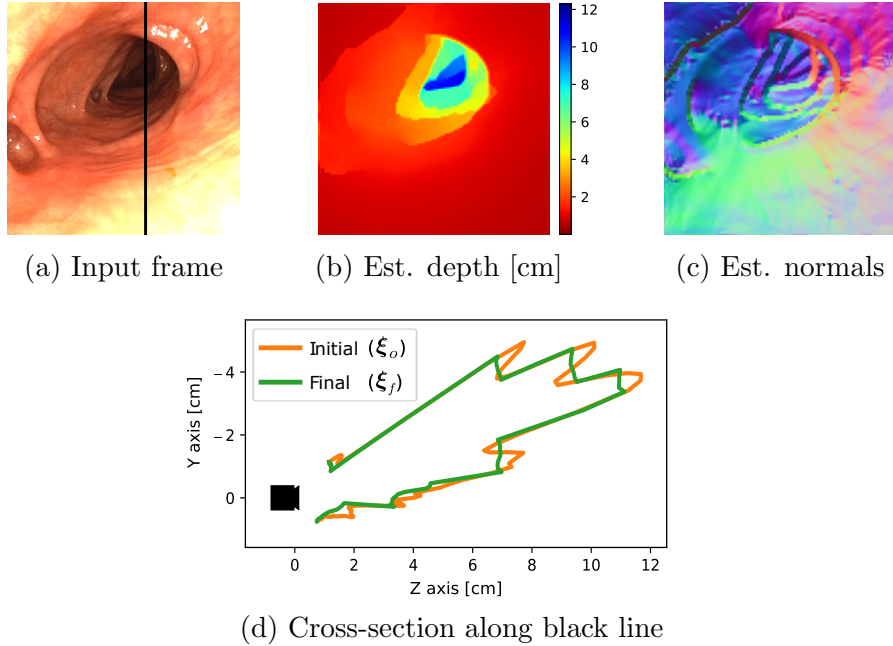 12
10
8
6
4
2
(a) Input frame
(b) Est. depth [cm]
(c) Est. normals
Initial (ξₒ)
Final (ξ_f)
−4
−2
0
Y axis [cm]
0 2 4 6 8 10 12
Z axis [cm]
(d) Cross-section along black line